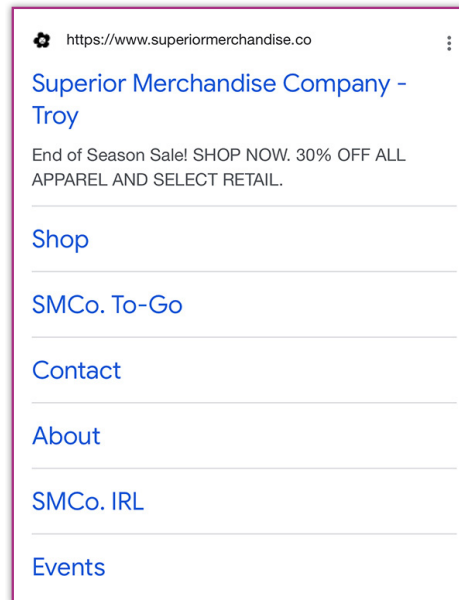 https://www.superiormerchandise.co
Superior Merchandise Company -
Troy
End of Season Sale! SHOP NOW. 30% OFF ALL
APPAREL AND SELECT RETAIL.
Shop
SMCo. To-Go
Contact
About
SMCo. IRL
Events